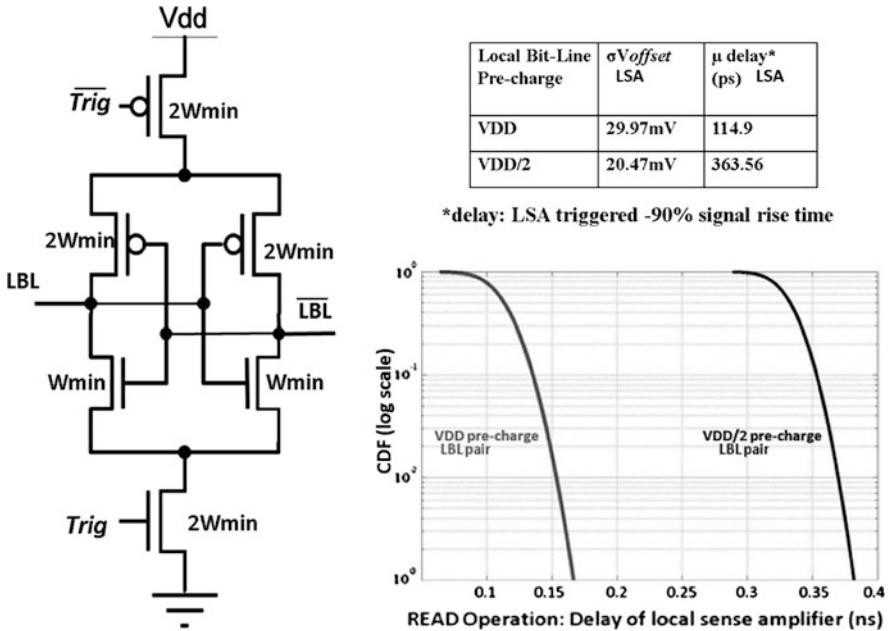 Vdd
Trig
2Wmin
2Wmin
2Wmin
LBL
LBL
Wmin
Wmin
Trig
2Wmin
Local Bit-Line Pre-charge σVoffset LSA μ delay* (ps) LSA
VDD 29.97mV 114.9
VDD/2 20.47mV 363.56
*delay: LSA triggered -90% signal rise time
CDF (log scale)
10⁰
10⁻¹
10⁻²
10⁰
VDD pre-charge
LBL pair
VDD/2 pre-charge
LBL pair
0.1 0.15 0.2 0.25 0.3 0.35 0.4
READ Operation: Delay of local sense amplifier (ns)